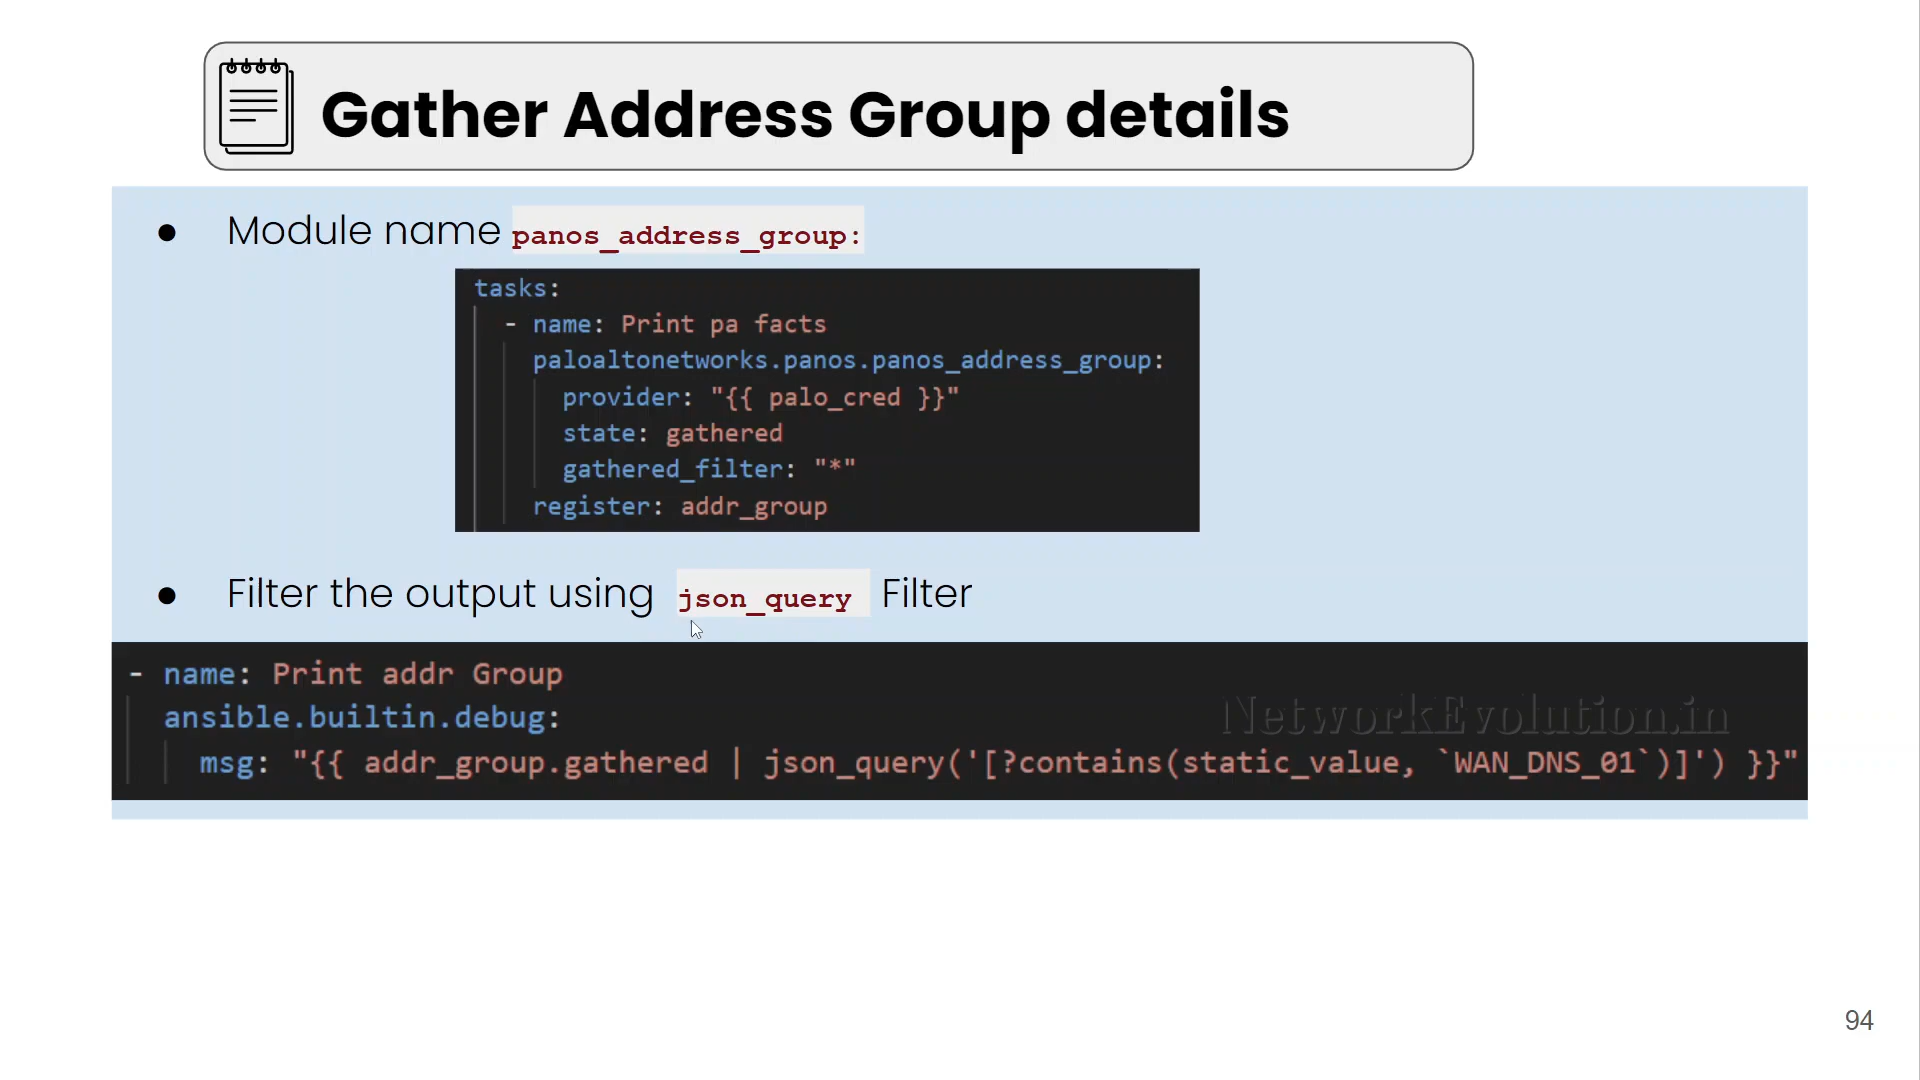 Gather Address Group details
● Module name panos_address_group:
tasks:
- name: Print pa facts
paloaltonetworks.panos.panos_address_group:
provider: "{{ palo_cred }}"
state: gathered
gathered_filter: "*"
register: addr_group
● Filter the output using json_query Filter
- name: Print addr Group
ansible.builtin.debug:
NetworkEvolution.in
msg: "{{ addr_group.gathered | json_query('[?contains(static_value, `WAN_DNS_01`)]') }}"
94